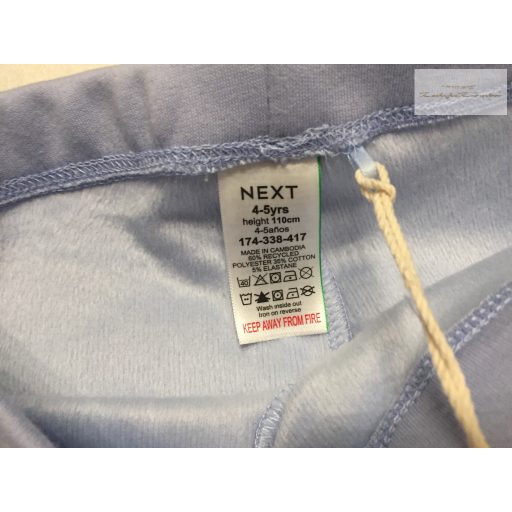 NEXT
4-5yrs
height 110cm
4-5años
174-338-417
MADE IN CAMBODIA
60% RECYCLED
POLYESTER 35% COTTON
5% ELASTANE
40
Wash inside out
Iron on reverse
KEEP AWAY FROM FIRE